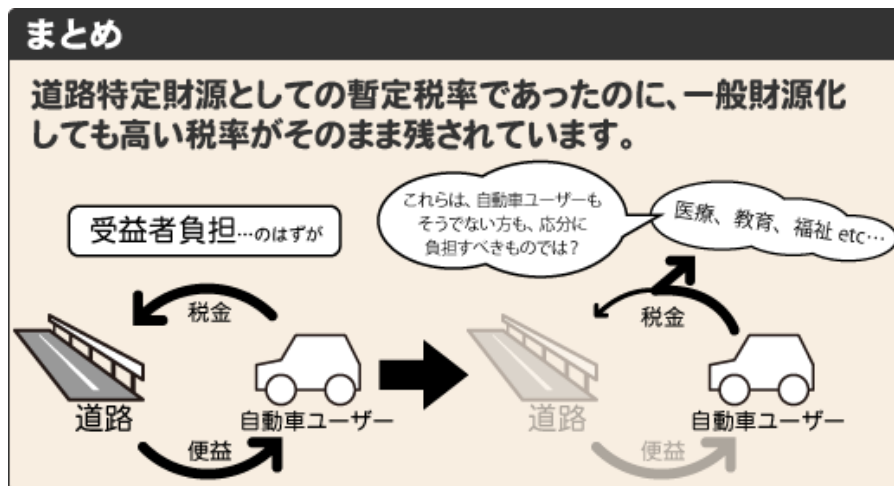 まとめ
道路特定財源としての暫定税率であったのに、一般財源化
しても高い税率がそのまま残されています。
受益者負担…のはずが
これらは、自動車ユーザーも
そうでない方も、応分に
負担すべきものでは？
医療、教育、福祉 etc…
税金
道路
自動車ユーザー
便益
税金
道路
自動車ユーザー
便益